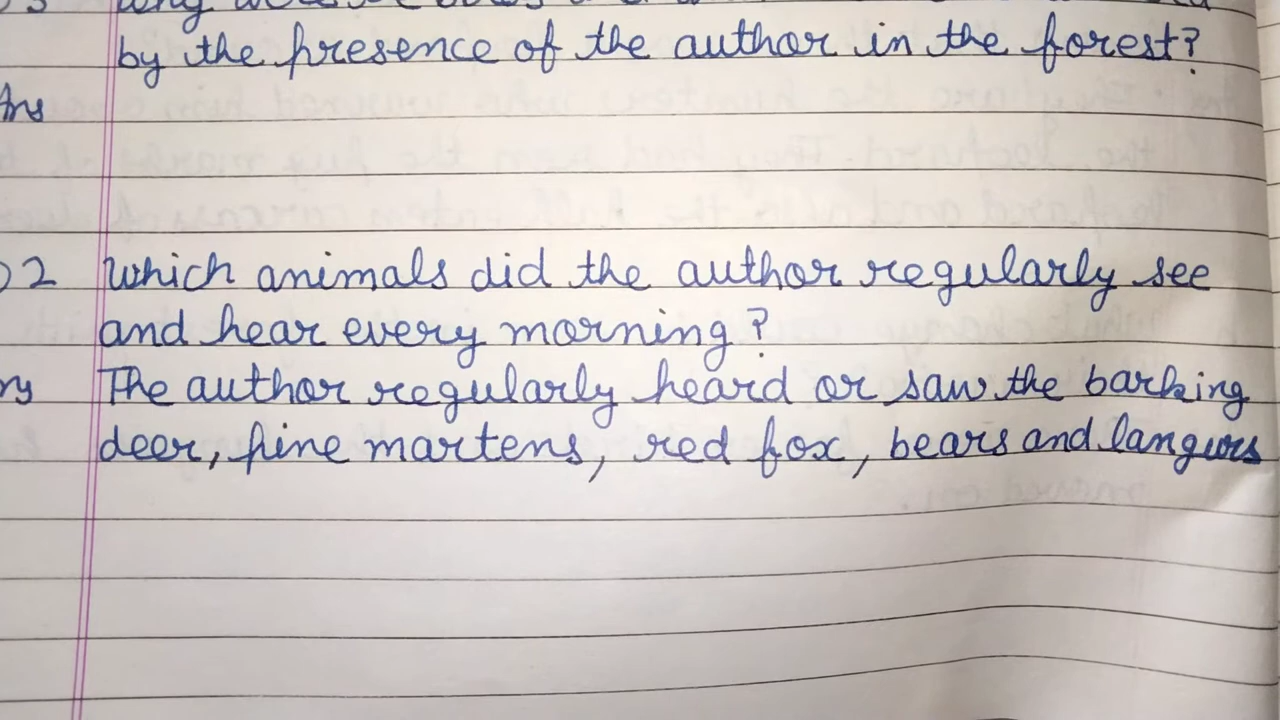 by the presence of the author in the forest?
Ans
2 Which animals did the author regularly see
and hear every morning?
The author regularly heard or saw the barking
deer, pine martens, red fox, bears and langurs